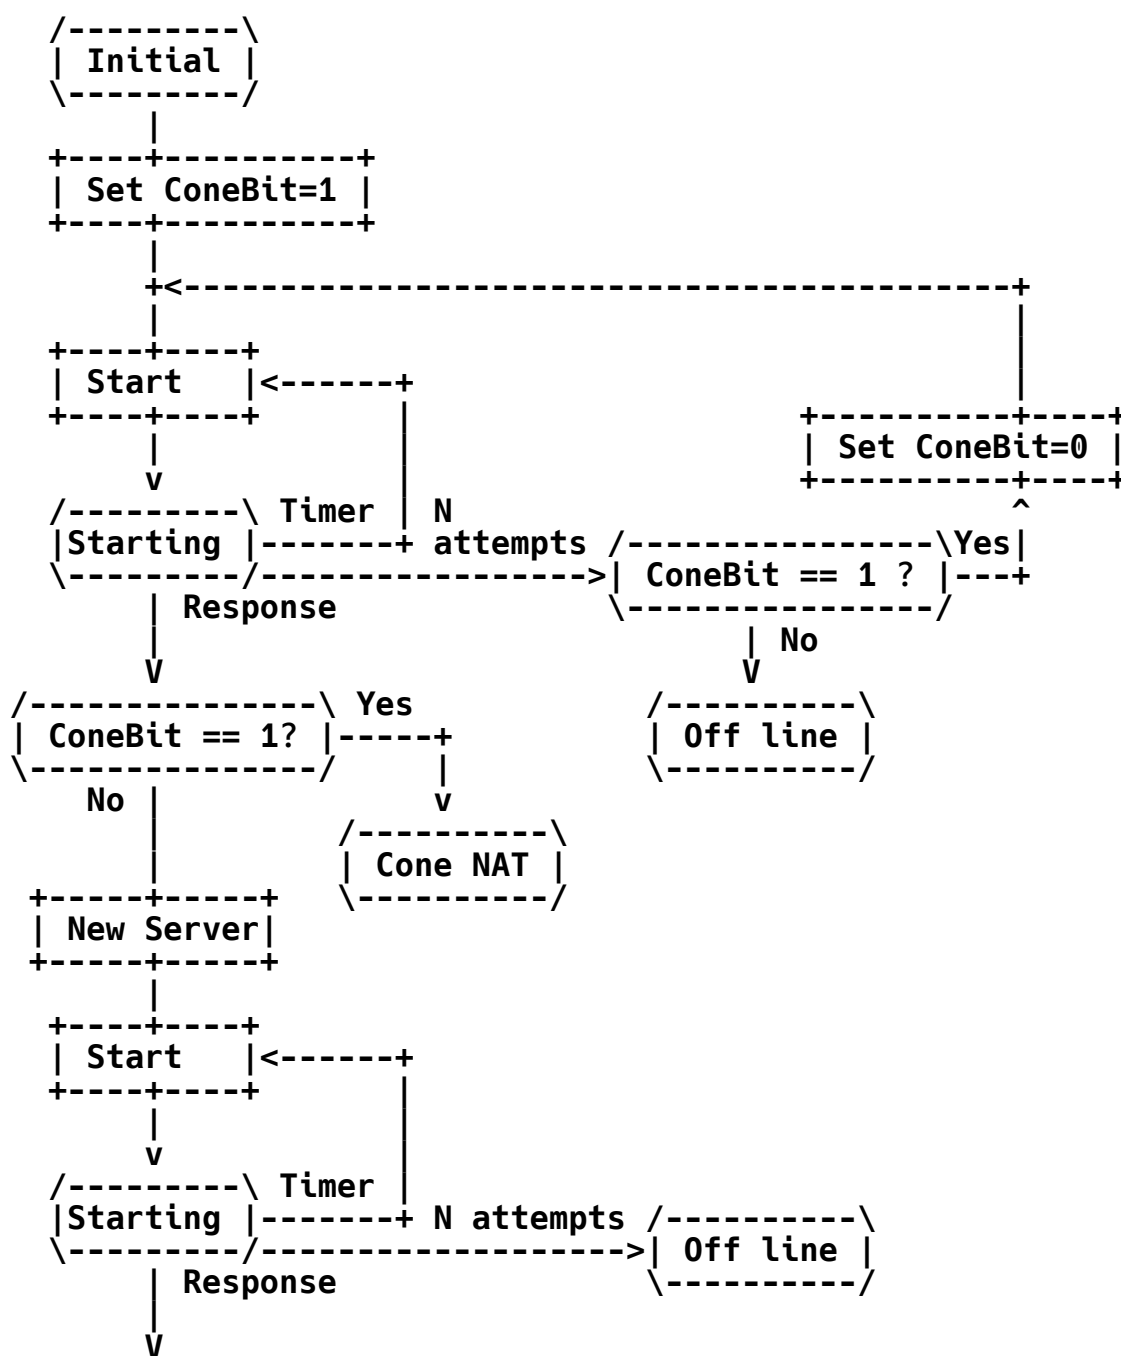 /---------\
| Initial |
\---------/
     |
+----+----------+
| Set ConeBit=1 |
+----+----------+
     |
     +<-------------------------------------------+
     |                                            |
+----+----+                                       |
| Start   |<------+                               |
+----+----+       |                    +----------+----+
     |            |                    | Set ConeBit=0 |
     v            |                    +----------+----+
/---------\ Timer | N                             ^
|Starting |-------+ attempts /----------------\Yes|
\---------/----------------->| ConeBit == 1 ? |---+
     | Response              \----------------/
     |                              | No
     V                              V
/---------------\ Yes            /----------\
| ConeBit == 1? |-----+          | Off line |
\---------------/     |          \----------/
    No |              v
       |         /----------\
       |         | Cone NAT |
 +-----+-----+   \----------/
 | New Server|
 +-----+-----+
       |
  +----+----+
  | Start   |<------+
  +----+----+       |
       |            |
       v            |
  /---------\ Timer |
  |Starting |-------+ N attempts /----------\
  \---------/------------------->| Off line |
       | Response                \----------/
       |
       V